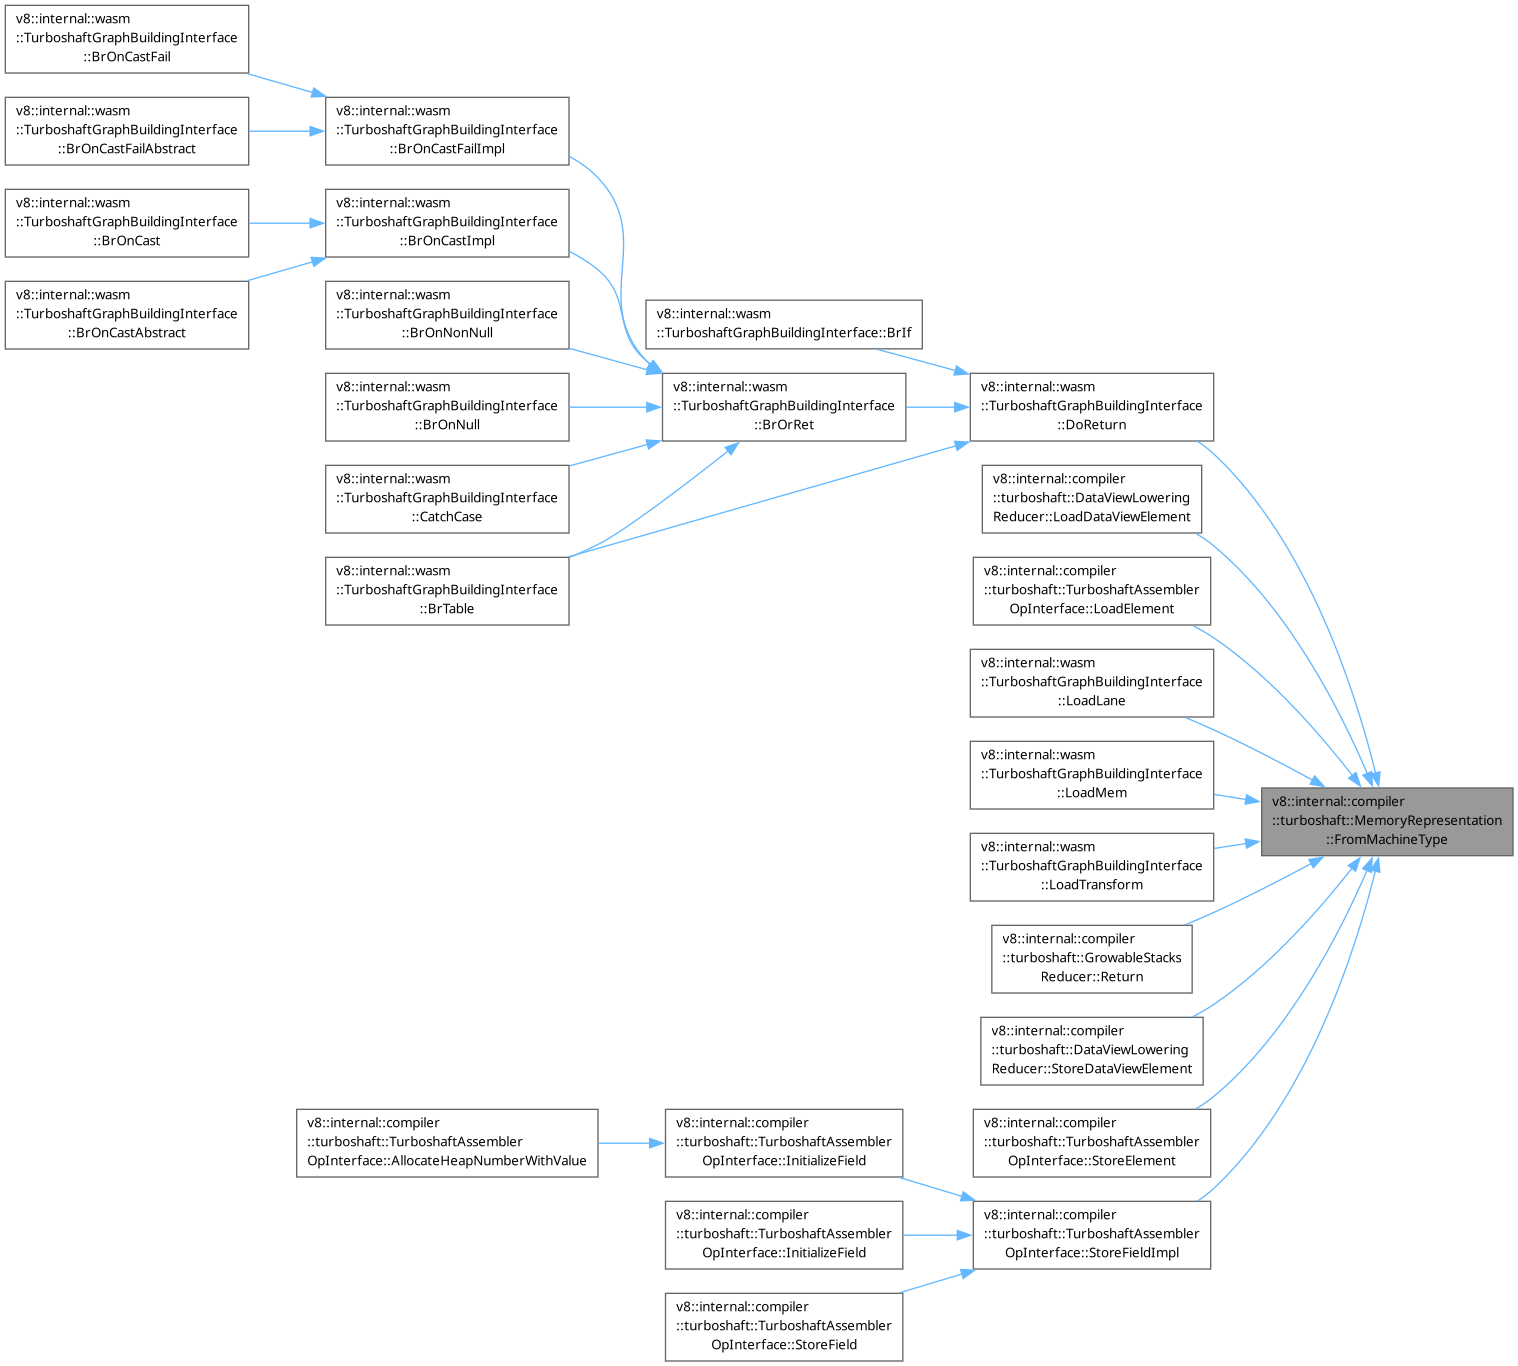 v8::internal::wasm
::TurboshaftGraphBuildingInterface
::BrOnCastFail
v8::internal::wasm
::TurboshaftGraphBuildingInterface
::BrOnCastFailAbstract
v8::internal::wasm
::TurboshaftGraphBuildingInterface
::BrOnCast
v8::internal::wasm
::TurboshaftGraphBuildingInterface
::BrOnCastAbstract
v8::internal::wasm
::TurboshaftGraphBuildingInterface
::BrOnCastFailImpl
v8::internal::wasm
::TurboshaftGraphBuildingInterface
::BrOnCastImpl
v8::internal::wasm
::TurboshaftGraphBuildingInterface
::BrOnNonNull
v8::internal::wasm
::TurboshaftGraphBuildingInterface
::BrOnNull
v8::internal::wasm
::TurboshaftGraphBuildingInterface
::CatchCase
v8::internal::wasm
::TurboshaftGraphBuildingInterface
::BrTable
v8::internal::compiler
::turboshaft::TurboshaftAssembler
OpInterface::AllocateHeapNumberWithValue
v8::internal::wasm
::TurboshaftGraphBuildingInterface::BrIf
v8::internal::wasm
::TurboshaftGraphBuildingInterface
::BrOrRet
v8::internal::compiler
::turboshaft::TurboshaftAssembler
OpInterface::InitializeField
v8::internal::compiler
::turboshaft::TurboshaftAssembler
OpInterface::InitializeField
v8::internal::compiler
::turboshaft::TurboshaftAssembler
OpInterface::StoreField
v8::internal::wasm
::TurboshaftGraphBuildingInterface
::DoReturn
v8::internal::compiler
::turboshaft::DataViewLowering
Reducer::LoadDataViewElement
v8::internal::compiler
::turboshaft::TurboshaftAssembler
OpInterface::LoadElement
v8::internal::wasm
::TurboshaftGraphBuildingInterface
::LoadLane
v8::internal::wasm
::TurboshaftGraphBuildingInterface
::LoadMem
v8::internal::wasm
::TurboshaftGraphBuildingInterface
::LoadTransform
v8::internal::compiler
::turboshaft::GrowableStacks
Reducer::Return
v8::internal::compiler
::turboshaft::DataViewLowering
Reducer::StoreDataViewElement
v8::internal::compiler
::turboshaft::TurboshaftAssembler
OpInterface::StoreElement
v8::internal::compiler
::turboshaft::TurboshaftAssembler
OpInterface::StoreFieldImpl
v8::internal::compiler
::turboshaft::MemoryRepresentation
::FromMachineType